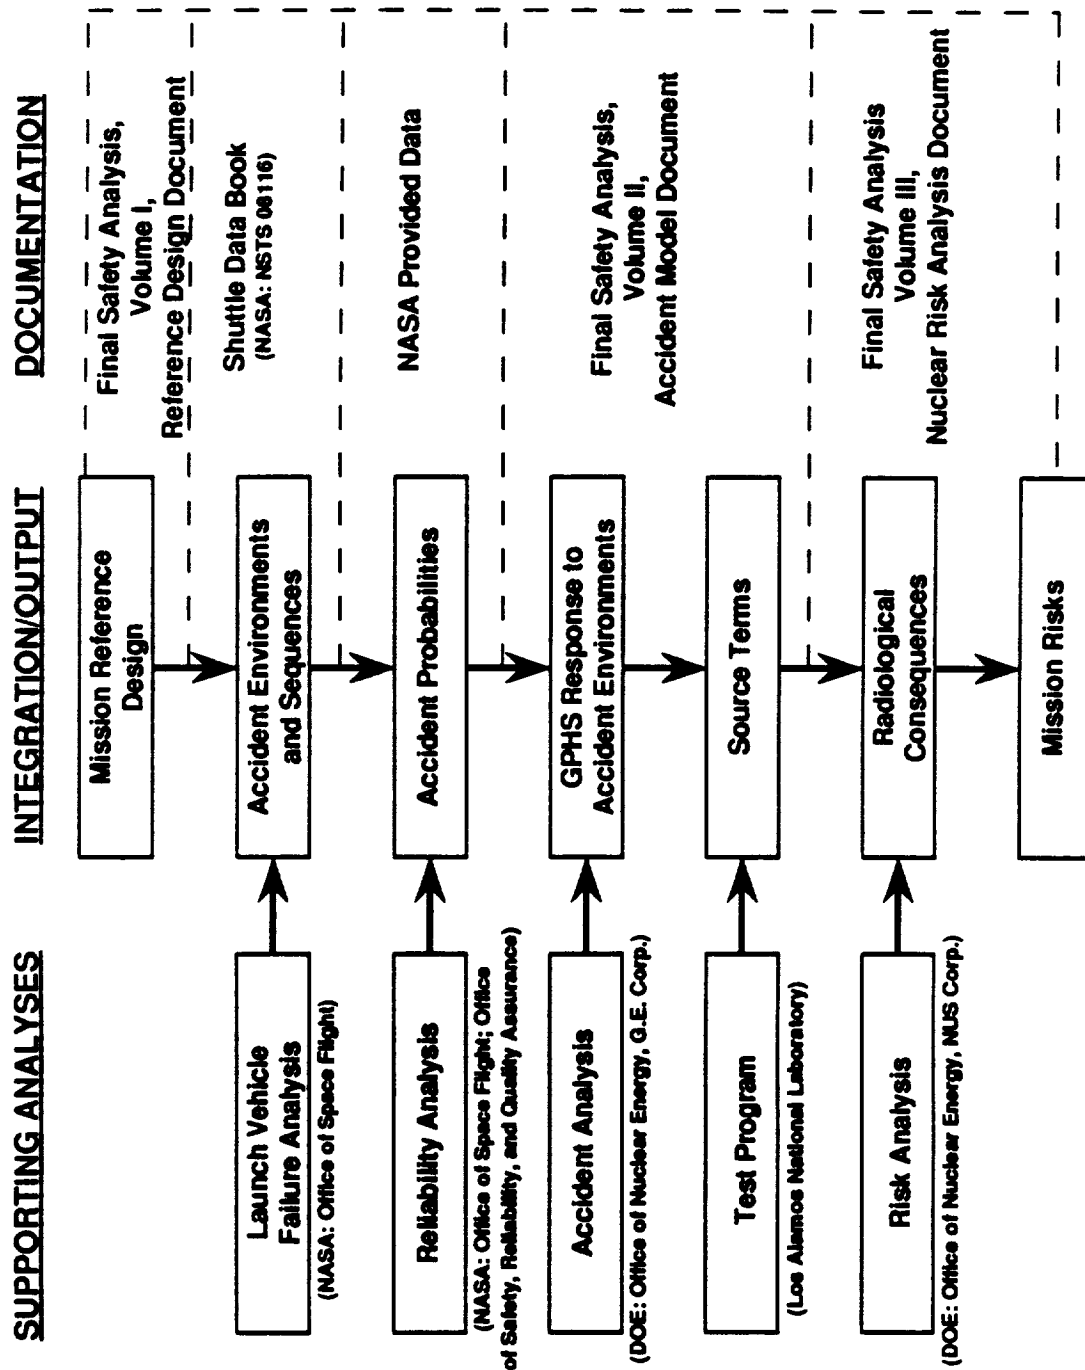 SUPPORTING ANALYSES
INTEGRATION/OUTPUT
DOCUMENTATION
Mission Reference
Design
Final Safety Analysis,
Volume I,
Reference Design Document
Launch Vehicle
Failure Analysis
(NASA: Office of Space Flight)
Accident Environments
and Sequences
Shuttle Data Book
(NASA: NSTS 08116)
Reliability Analysis
(NASA: Office of Space Flight; Office
of Safety, Reliability, and Quality Assurance)
Accident Probabilities
NASA Provided Data
Accident Analysis
(DOE: Office of Nuclear Energy, G.E. Corp.)
GPHS Response to
Accident Environments
Final Safety Analysis,
Volume II,
Accident Model Document
Test Program
(Los Alamos National Laboratory)
Source Terms
Risk Analysis
(DOE: Office of Nuclear Energy, NUS Corp.)
Radiological
Consequences
Final Safety Analysis
Volume III,
Nuclear Risk Analysis Document
Mission Risks